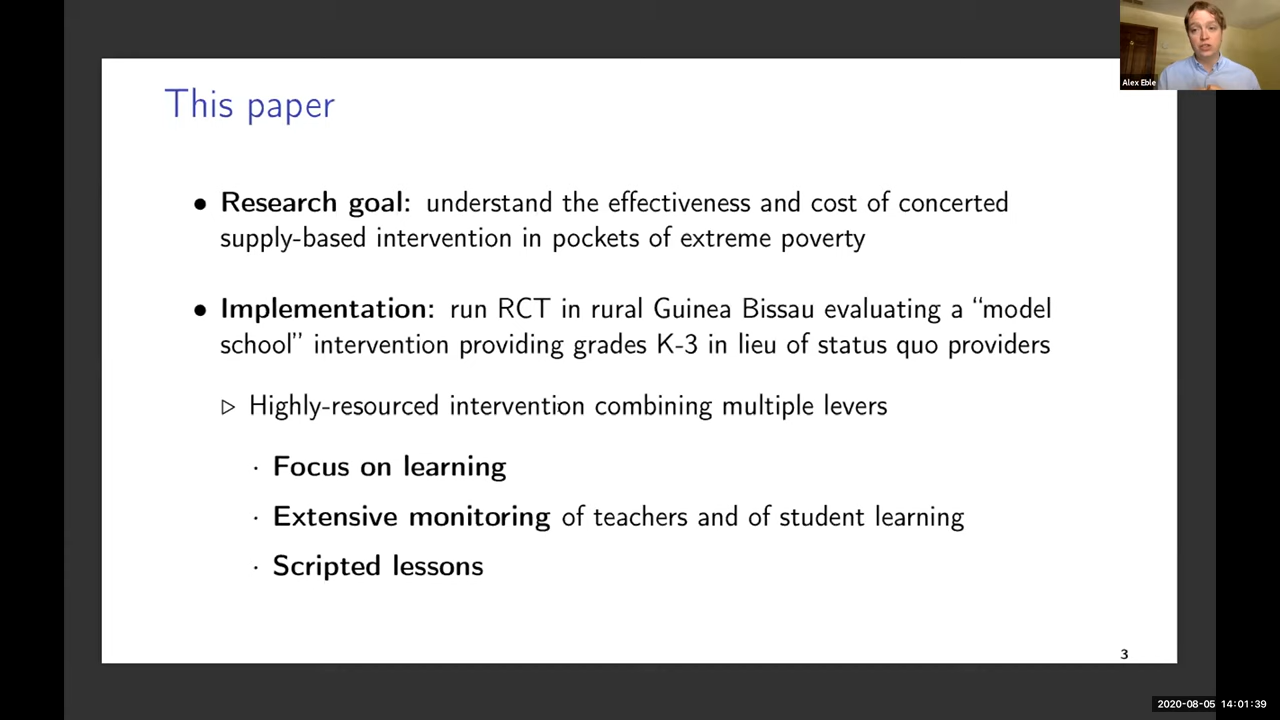 Alex Eble
This paper
• Research goal: understand the effectiveness and cost of concerted
supply-based intervention in pockets of extreme poverty
• Implementation: run RCT in rural Guinea Bissau evaluating a “model
school” intervention providing grades K-3 in lieu of status quo providers
▷ Highly-resourced intervention combining multiple levers
· Focus on learning
· Extensive monitoring of teachers and of student learning
· Scripted lessons
3
2020-08-05 14:01:39